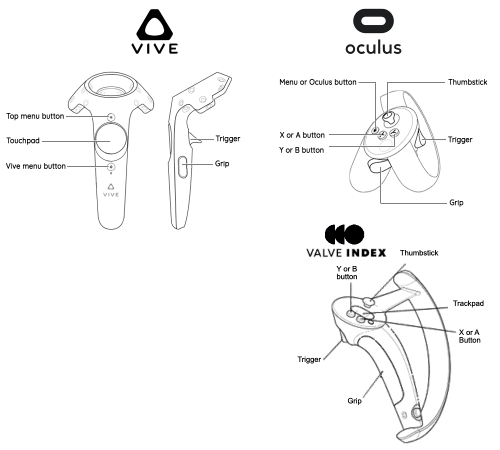 VIVE
Top menu button
Touchpad
Vive menu button
VIVE
Trigger
Grip
oculus
Menu or Oculus button
Thumbstick
X or A button
Y or B button
Trigger
Grip
VALVE INDEX
Thumbstick
Y or B
button
Trackpad
X or A
Button
Trigger
Grip